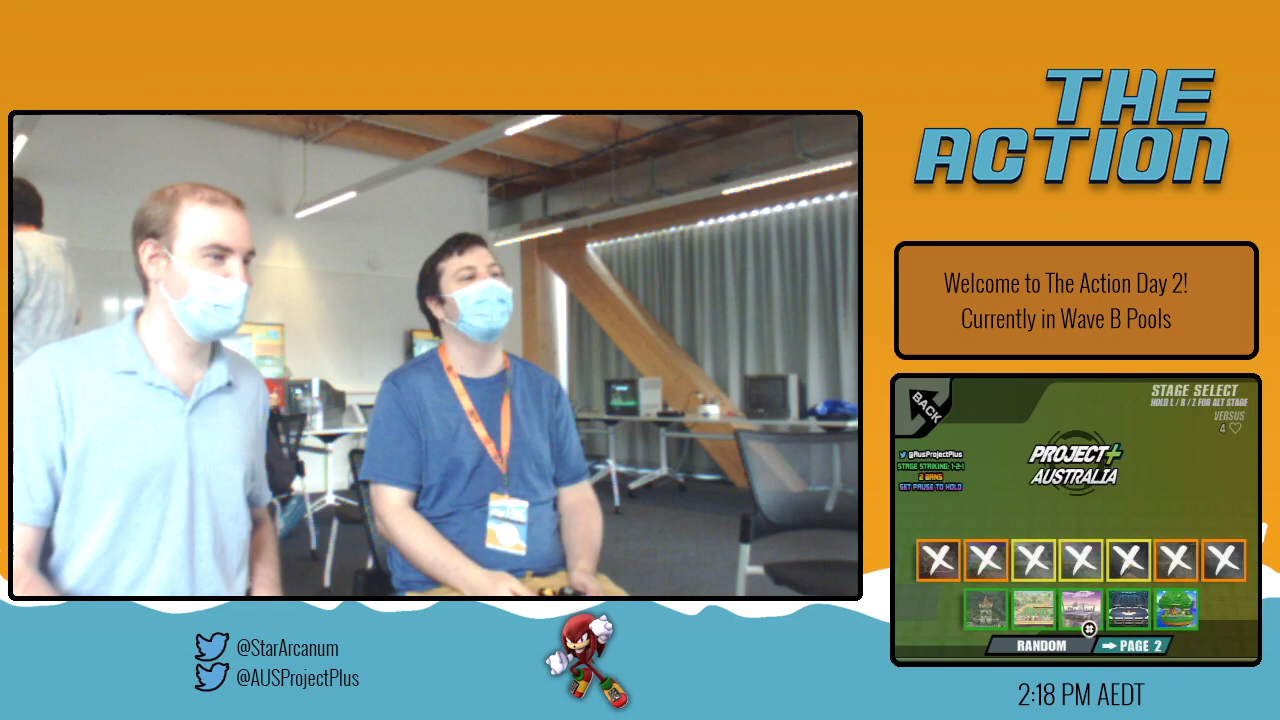 THE
ACTION
Welcome to The Action Day 2!
Currently in Wave B Pools
BACK
STAGE SELECT
HOLD L / R / Z FOR ALT STAGE
VERSUS
4
@AusProjectPlus
STAGE STRIKING: 1-2-1
2 BANS
SET PAUSE TO HOLD
PROJECT+
AUSTRALIA
RANDOM
PAGE 2
@StarArcanum
@AUSProjectPlus
2:18 PM AEDT